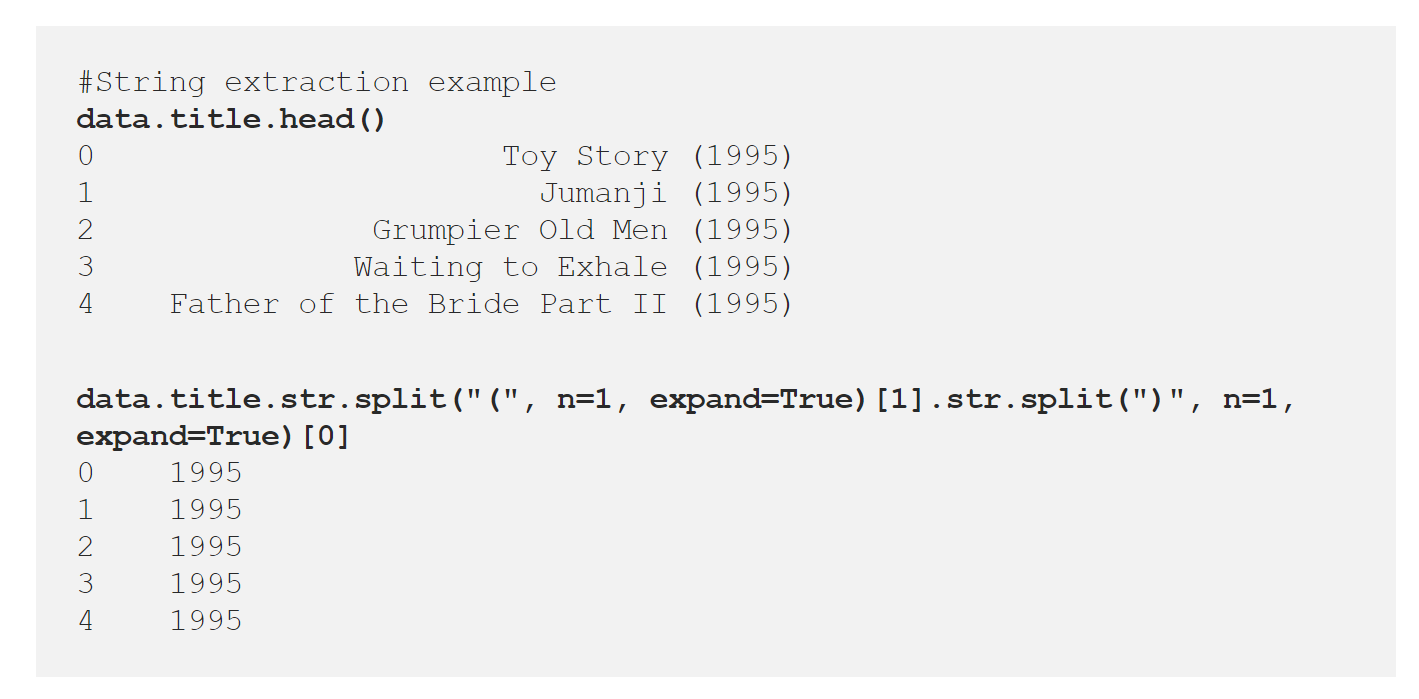 #String extraction example
data.title.head()
0                       Toy Story (1995)
1                         Jumanji (1995)
2                Grumpier Old Men (1995)
3               Waiting to Exhale (1995)
4     Father of the Bride Part II (1995)
data.title.str.split("(", n=1, expand=True)[1].str.split(")", n=1,
expand=True)[0]
0     1995
1     1995
2     1995
3     1995
4     1995